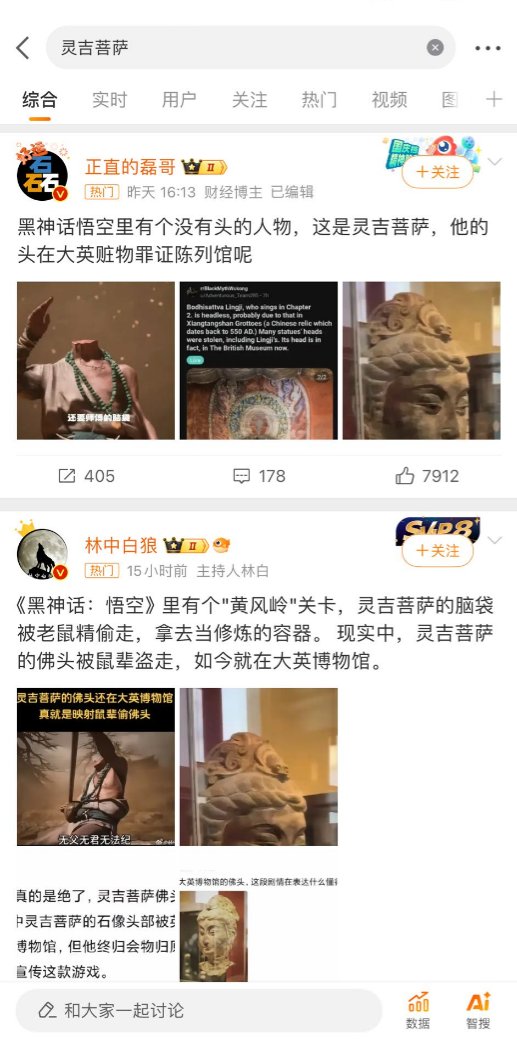 灵吉菩萨
综合 实时 用户 关注 热门 视频 图
正直的磊哥 II
+关注
热门 昨天 16:13 财经博主 已编辑
黑神话悟空里有个没有头的人物，这是灵吉菩萨，他的
头在大英赃物罪证陈列馆呢
还要师傅的脑袋
r/BlackMythWukong
Bodhisattva Lingji, who sings in Chapter
2. is headless, probably due to that in
Xiangtangshan Grottoes (a Chinese relic which
dates back to 550 AD.) Many statues' heads
were stolen, including Lingji's. Its head is in
fact, in The British Museum now.
2/2
405 178 7912
林中白狼 II
+关注
热门 15小时前 主持人林白
《黑神话：悟空》里有个"黄风岭"关卡，灵吉菩萨的脑袋
被老鼠精偷走，拿去当修炼的容器。 现实中，灵吉菩萨
的佛头被鼠辈盗走，如今就在大英博物馆。
灵吉菩萨的佛头还在大英博物馆
真就是映射鼠辈偷佛头
无父无君无法纪
真的是绝了，灵吉菩萨佛头
中灵吉菩萨的石像头部被英
博物馆，但他终归会物归原
宣传这款游戏。
大英博物馆的佛头，这段剧情在表达什么懂
和大家一起讨论
数据
Ai
智搜